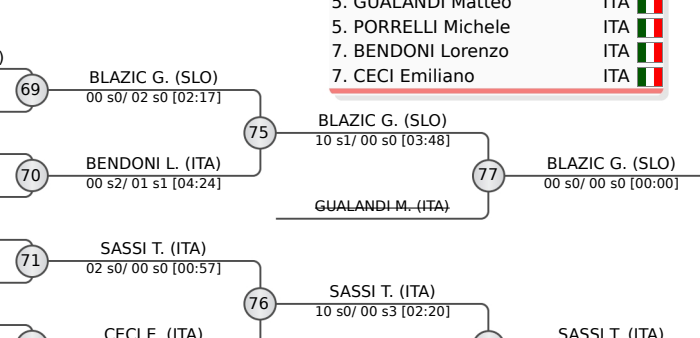 5. GUALANDI Matteo ITA
5. PORRELLI Michele ITA
7. BENDONI Lorenzo ITA
7. CECI Emiliano ITA
)
69
BLAZIC G. (SLO)
00 s0/ 02 s0 [02:17]
75
BLAZIC G. (SLO)
10 s1/ 00 s0 [03:48]
70
BENDONI L. (ITA)
00 s2/ 01 s1 [04:24]
77
BLAZIC G. (SLO)
00 s0/ 00 s0 [00:00]
GUALANDI M. (ITA)
71
SASSI T. (ITA)
02 s0/ 00 s0 [00:57]
76
SASSI T. (ITA)
10 s0/ 00 s3 [02:20]
CECI E. (ITA)
SASSI T. (ITA)